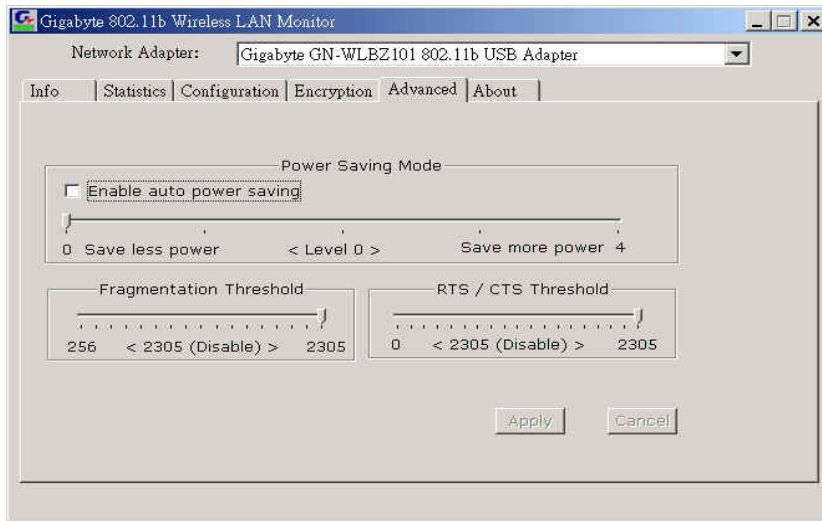 Gigabyte 802.11b Wireless LAN Monitor
Network Adapter: Gigabyte GN-WLBZ101 802.11b USB Adapter
Info Statistics Configuration Encryption Advanced About
Power Saving Mode
Enable auto power saving
0 Save less power < Level 0 > Save more power 4
Fragmentation Threshold RTS / CTS Threshold
256 < 2305 (Disable) > 2305 0 < 2305 (Disable) > 2305
Apply Cancel